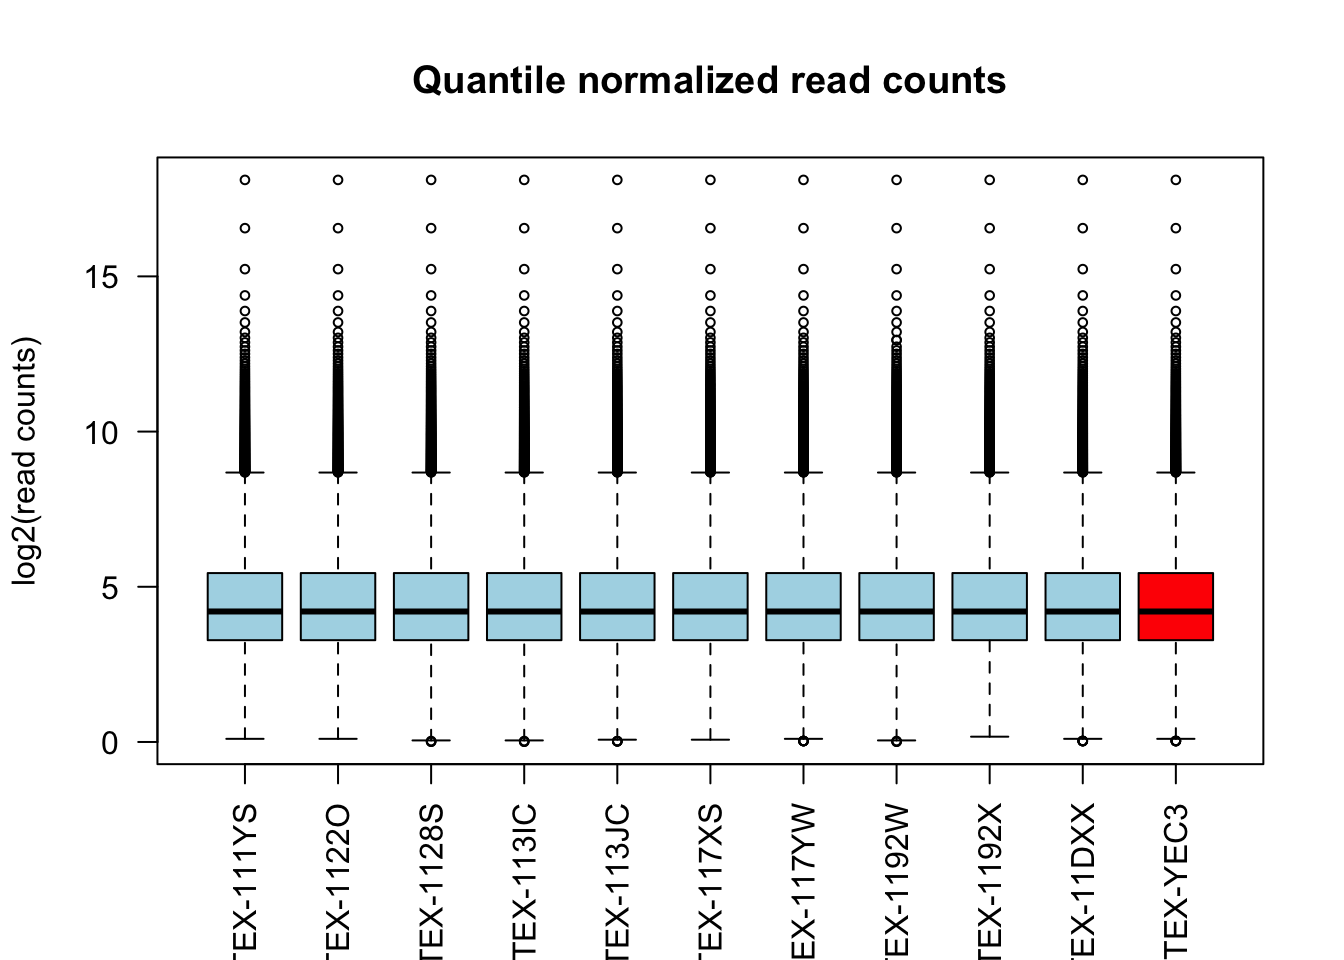 Quantile normalized read counts
log2(read counts)
15
10
5
0
TEX-111YS
TEX-1122O
TEX-1128S
TEX-113IC
TEX-113JC
TEX-117XS
EX-117YW
TEX-1192W
TEX-1192X
TEX-11DXX
TEX-YEC3